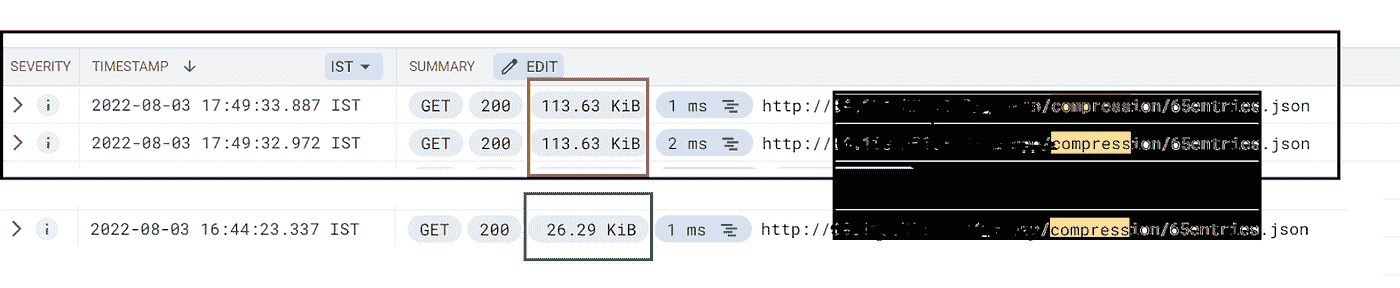 SEVERITY TIMESTAMP IST SUMMARY EDIT
i 2022-08-03 17:49:33.887 IST GET 200 113.63 KiB 1 ms http:// /compression/65entries.json
i 2022-08-03 17:49:32.972 IST GET 200 113.63 KiB 2 ms http:// /compression/65entries.json
i 2022-08-03 16:44:23.337 IST GET 200 26.29 KiB 1 ms http:// /compression/65entries.json